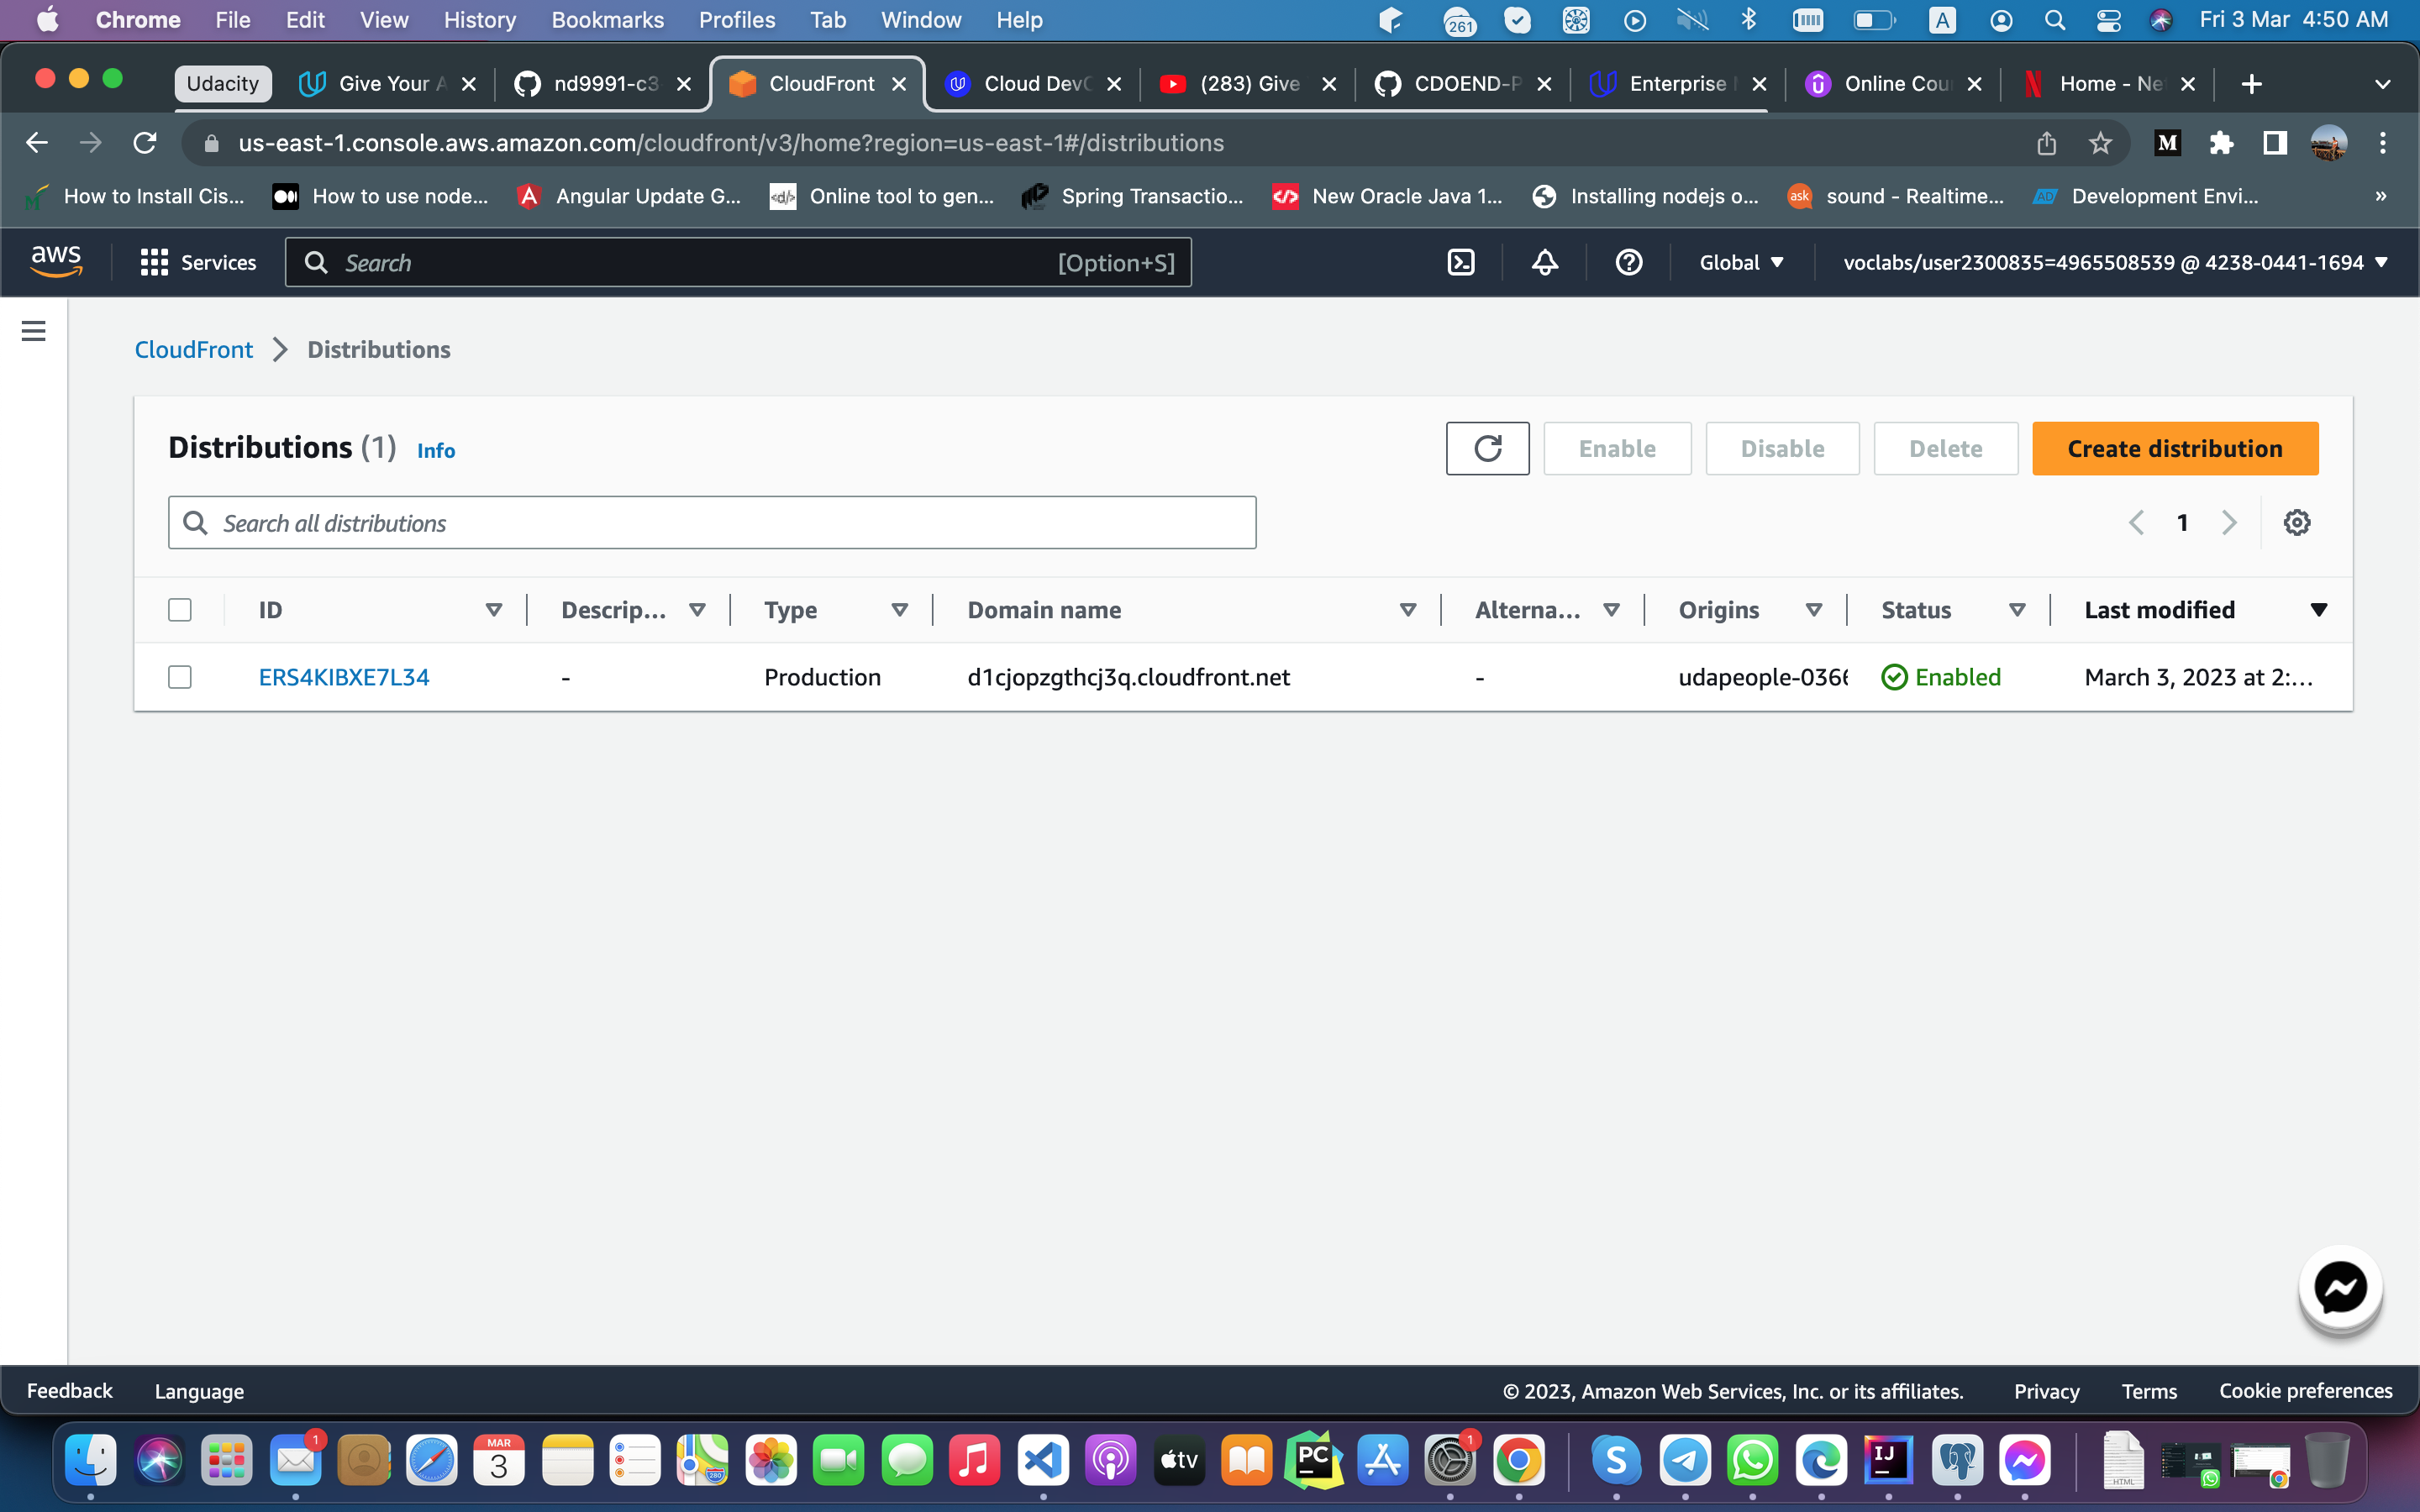 Chrome File Edit View History Bookmarks Profiles Tab Window Help 261 A Fri 3 Mar 4:50 AM
Udacity Give Your A nd9991-c3 CloudFront Cloud Dev (283) Give CDOEND-P Enterprise Online Cou Home - Ne
us-east-1.console.aws.amazon.com/cloudfront/v3/home?region=us-east-1#/distributions M
How to Install Cis... How to use node... Angular Update G... Online tool to gen... Spring Transactio... New Oracle Java 1... Installing nodejs o... ask sound - Realtime... AD Development Envi... »
aws Services Search [Option+S] Global voclabs/user2300835=4965508539 @ 4238-0441-1694
CloudFront Distributions
Distributions (1) Info Enable Disable Delete Create distribution
Search all distributions 1
ID Descrip... Type Domain name Alterna... Origins Status Last modified
ERS4KIBXE7L34 - Production d1cjopzgthcj3q.cloudfront.net - udapeople-036 Enabled March 3, 2023 at 2:...
Feedback Language © 2023, Amazon Web Services, Inc. or its affiliates. Privacy Terms Cookie preferences
1 MAR 3 280 tv PC 1 S IJ HTML